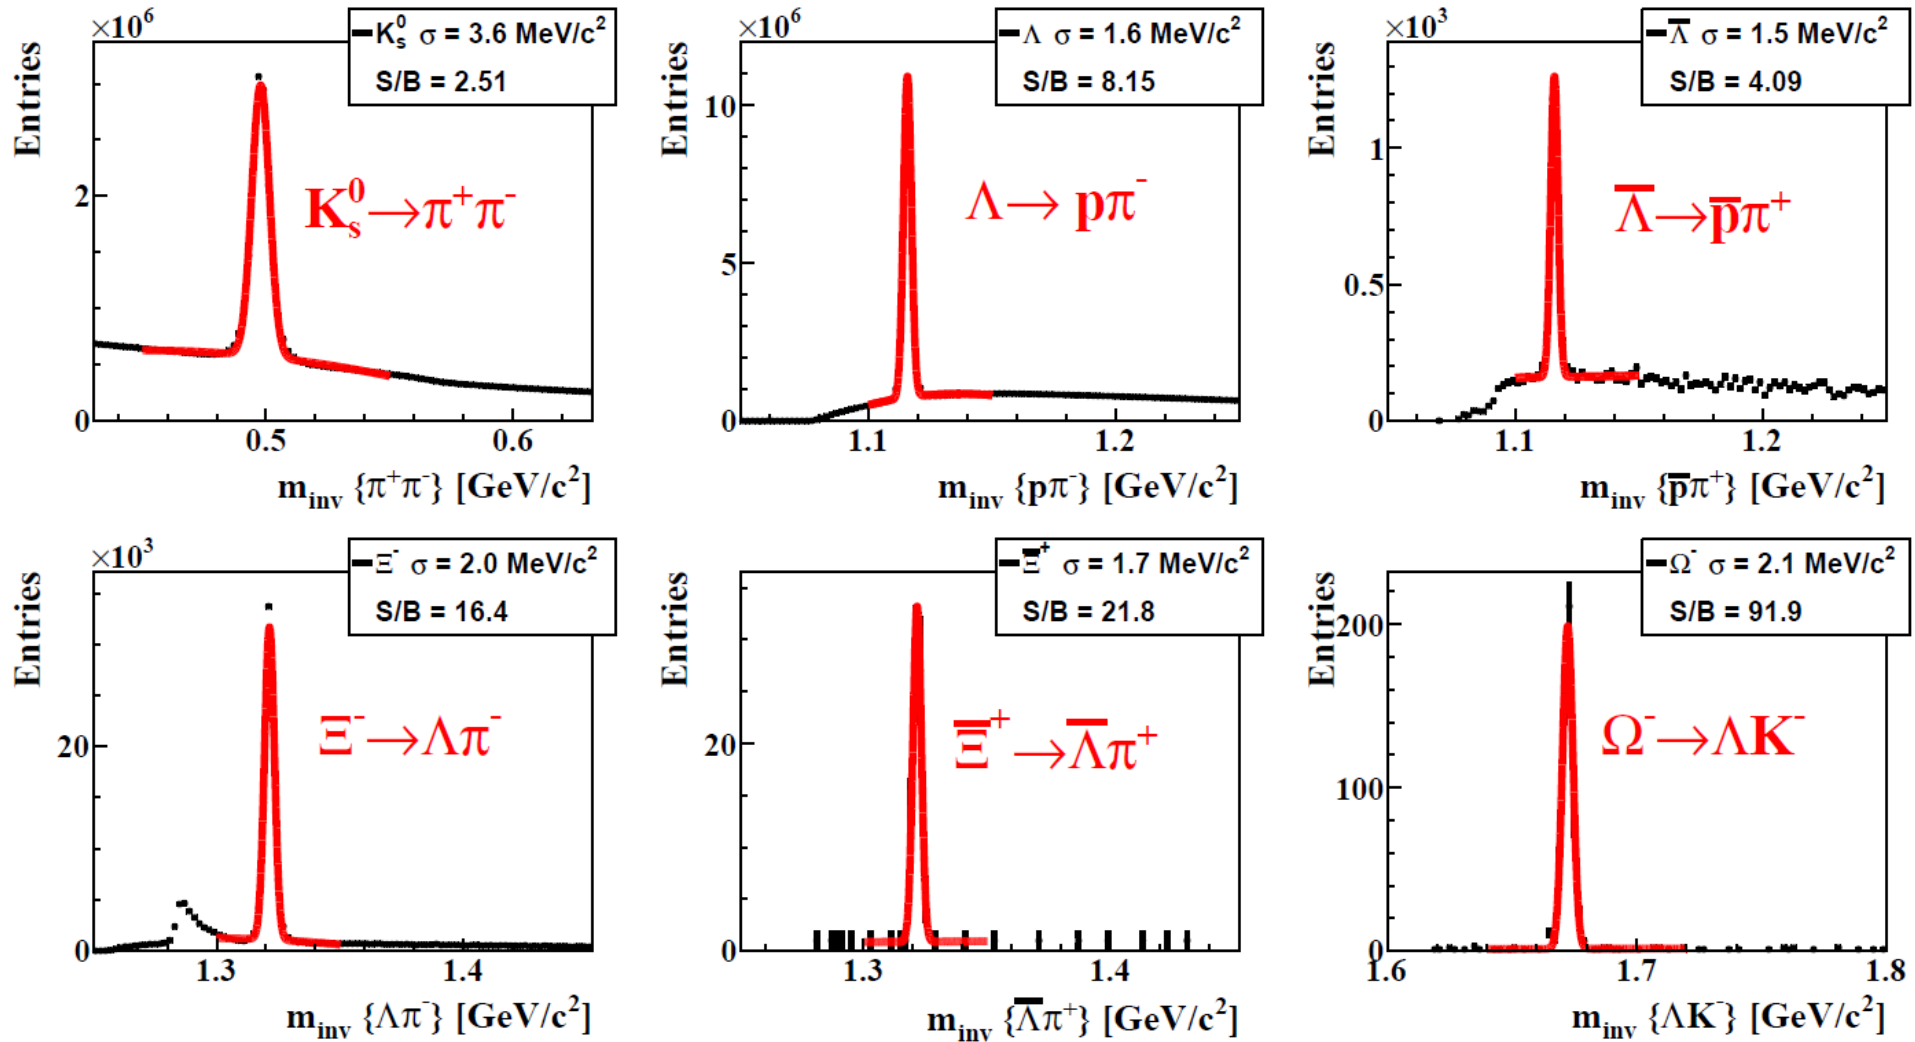 ×10⁶
K⁰ₛ σ = 3.6 MeV/c²
S/B = 2.51
Entries
K⁰ₛ→π⁺π⁻
2
0
0.5
0.6
m_inv {π⁺π⁻} [GeV/c²]
×10⁶
Λ σ = 1.6 MeV/c²
S/B = 8.15
Entries
Λ→ pπ⁻
10
5
0
1.1
1.2
m_inv {pπ⁻} [GeV/c²]
×10³
Λ̅ σ = 1.5 MeV/c²
S/B = 4.09
Entries
Λ̅→p̅π⁺
1
0.5
0
1.1
1.2
m_inv {p̅π⁺} [GeV/c²]
×10³
Ξ⁻ σ = 2.0 MeV/c²
S/B = 16.4
Entries
Ξ⁻→Λπ⁻
20
0
1.3
1.4
m_inv {Λπ⁻} [GeV/c²]
Ξ̅⁺ σ = 1.7 MeV/c²
S/B = 21.8
Entries
Ξ̅⁺→Λ̅π⁺
20
0
1.3
1.4
m_inv {Λ̅π⁺} [GeV/c²]
Ω⁻ σ = 2.1 MeV/c²
S/B = 91.9
Entries
Ω⁻→ΛK⁻
200
100
0
1.6
1.7
1.8
m_inv {ΛK⁻} [GeV/c²]